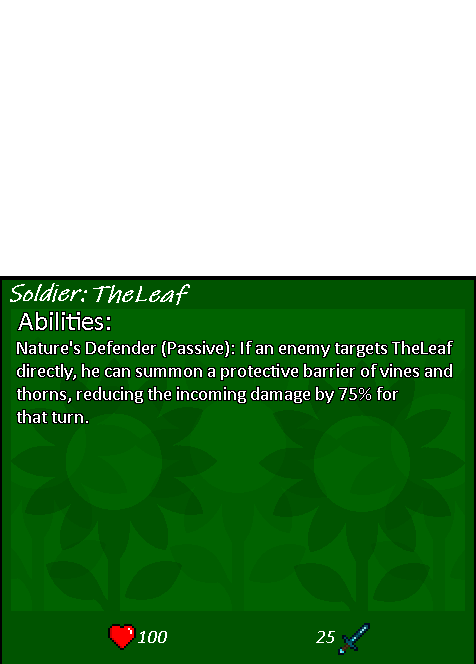 Soldier: TheLeaf
Abilities:
Nature's Defender (Passive): If an enemy targets TheLeaf
directly, he can summon a protective barrier of vines and
thorns, reducing the incoming damage by 75% for
that turn.
100
25